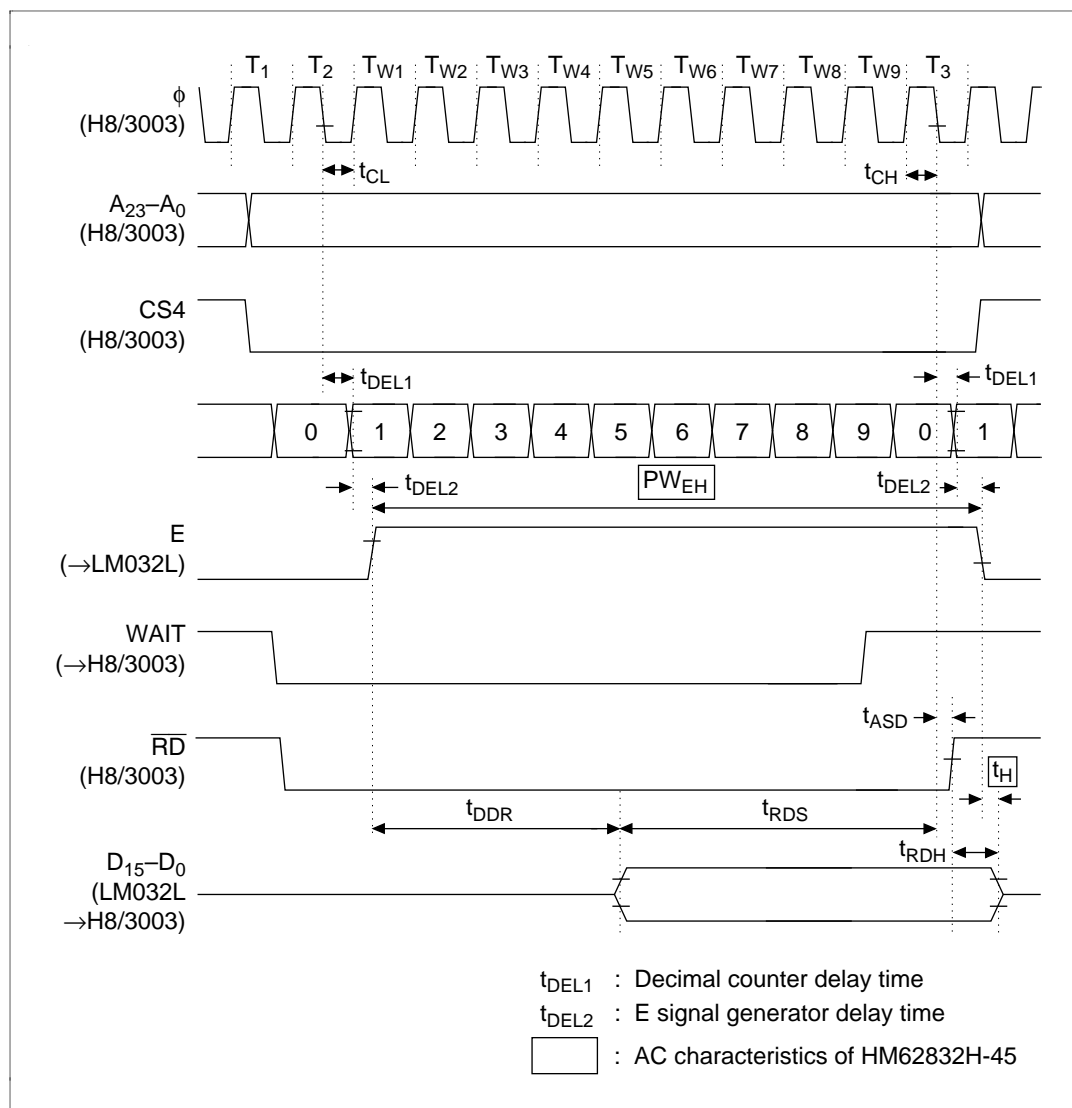 T1 T2 TW1 TW2 TW3 TW4 TW5 TW6 TW7 TW8 TW9 T3
ϕ
(H8/3003)
tCL
tCH
A23–A0
(H8/3003)
CS4
(H8/3003)
tDEL1
tDEL1
0 1 2 3 4 5 6 7 8 9 0 1
tDEL2
PWEH
tDEL2
E
(→LM032L)
WAIT
(→H8/3003)
tASD
RD
(H8/3003)
tH
tDDR
tRDS
tRDH
D15–D0
(LM032L
→H8/3003)
tDEL1 : Decimal counter delay time
tDEL2 : E signal generator delay time
: AC characteristics of HM62832H-45